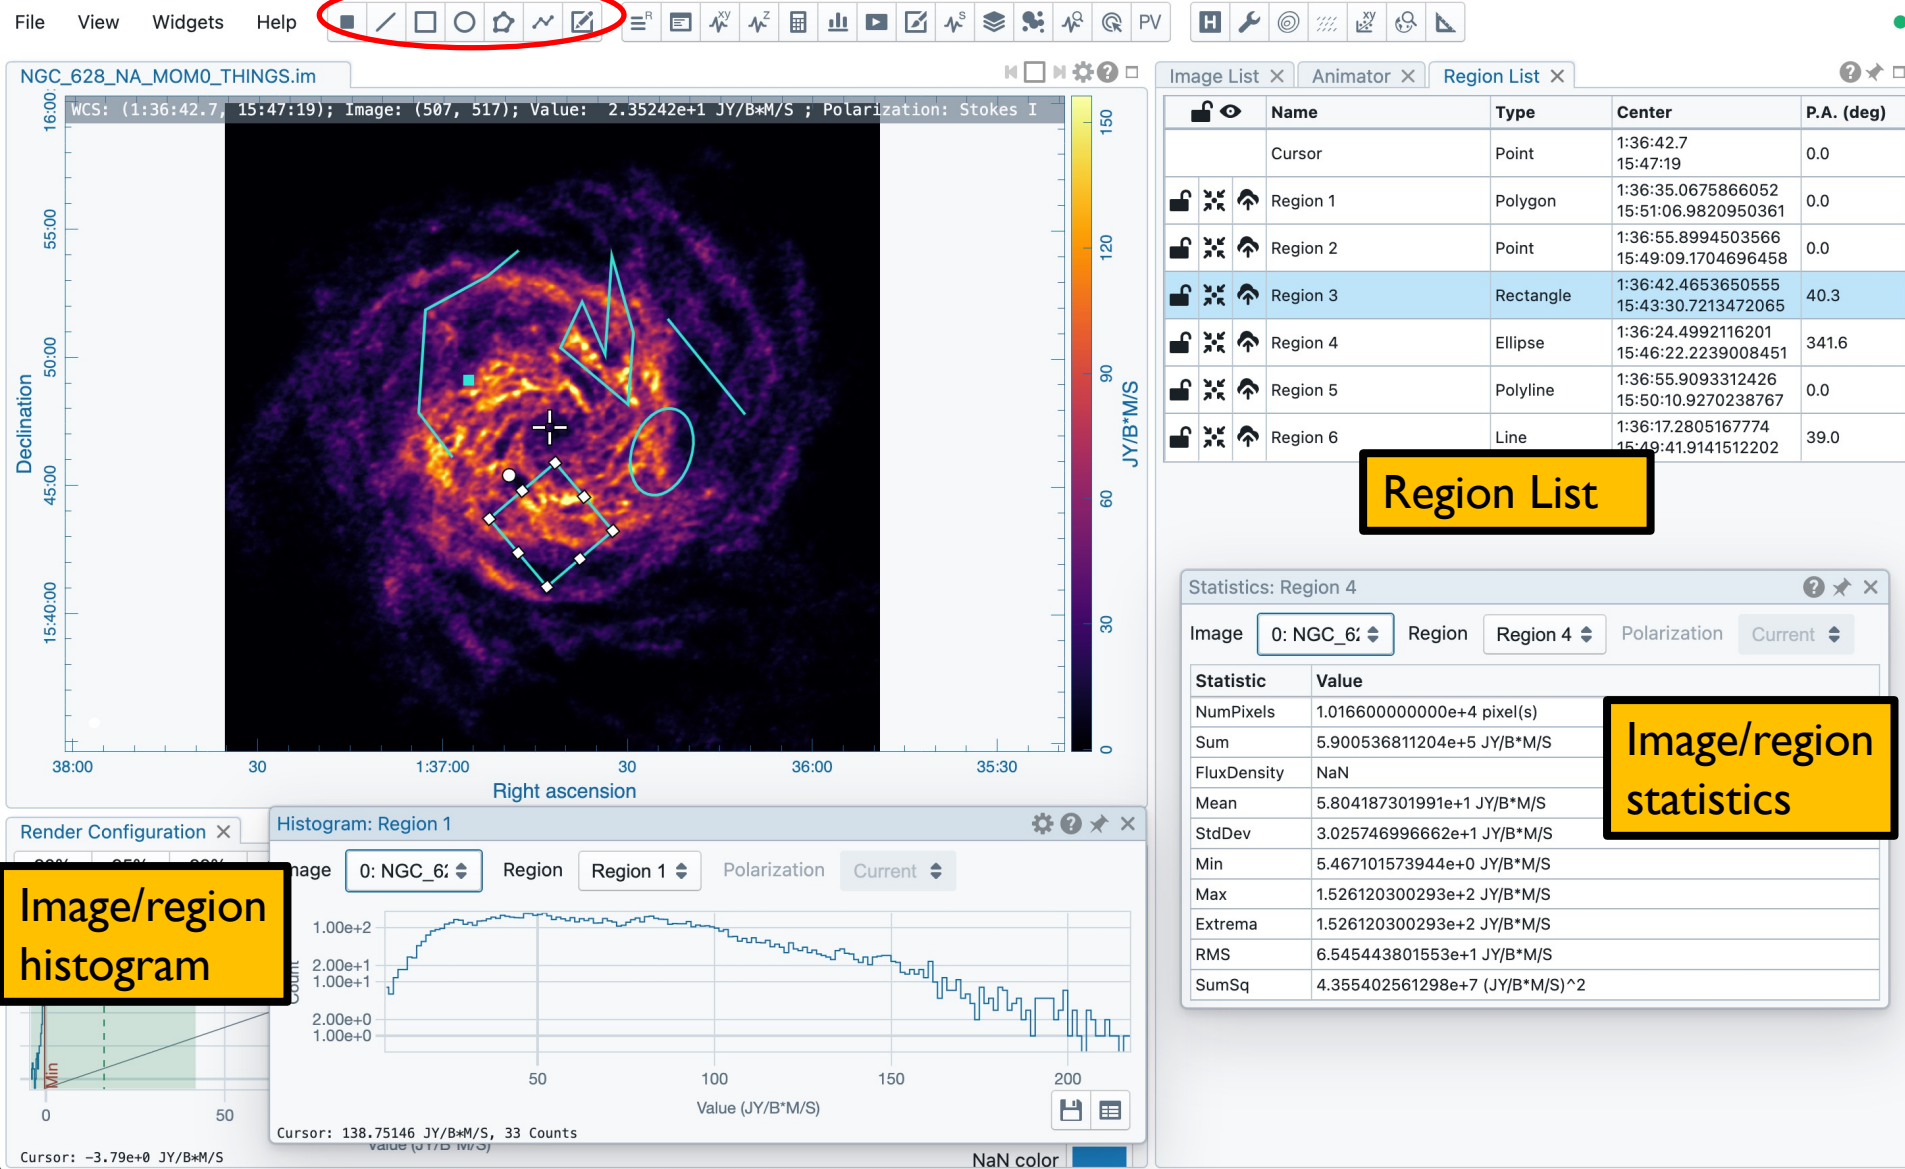 File View Widgets Help PV
NGC_628_NA_MOM0_THINGS.im
WCS: (1:36:42.7, 15:47:19); Image: (507, 517); Value: 2.35242e+1 JY/B*M/S ; Polarization: Stokes I
16:00:
55:00
50:00
45:00
15:40:00
Declination
38:00 30 1:37:00 30 36:00 35:30
Right ascension
150
120
90
60
30
0
JY/B*M/S
Image List Animator Region List
Name Type Center P.A. (deg)
Cursor Point 1:36:42.7 0.0
15:47:19
Region 1 Polygon 1:36:35.0675866052 0.0
15:51:06.9820950361
Region 2 Point 1:36:55.8994503566 0.0
15:49:09.1704696458
Region 3 Rectangle 1:36:42.4653650555 40.3
15:43:30.7213472065
Region 4 Ellipse 1:36:24.4992116201 341.6
15:46:22.2239008451
Region 5 Polyline 1:36:55.9093312426 0.0
15:50:10.9270238767
Region 6 Line 1:36:17.2805167774 39.0
15:49:41.9141512202
Region List
Statistics: Region 4
Image 0: NGC_62 Region Region 4 Polarization Current
Statistic Value
NumPixels 1.016600000000e+4 pixel(s)
Sum 5.900536811204e+5 JY/B*M/S
FluxDensity NaN
Mean 5.804187301991e+1 JY/B*M/S
StdDev 3.025746996662e+1 JY/B*M/S
Min 5.467101573944e+0 JY/B*M/S
Max 1.526120300293e+2 JY/B*M/S
Extrema 1.526120300293e+2 JY/B*M/S
RMS 6.545443801553e+1 JY/B*M/S
SumSq 4.355402561298e+7 (JY/B*M/S)^2
Image/region
statistics
Render Configuration
Image/region
histogram
Min
0 50
Cursor: -3.79e+0 JY/B*M/S
Histogram: Region 1
Image 0: NGC_62 Region Region 1 Polarization Current
1.00e+2
2.00e+1
1.00e+1
2.00e+0
1.00e+0
Count
50 100 150 200
Value (JY/B*M/S)
Cursor: 138.75146 JY/B*M/S, 33 Counts
NaN color